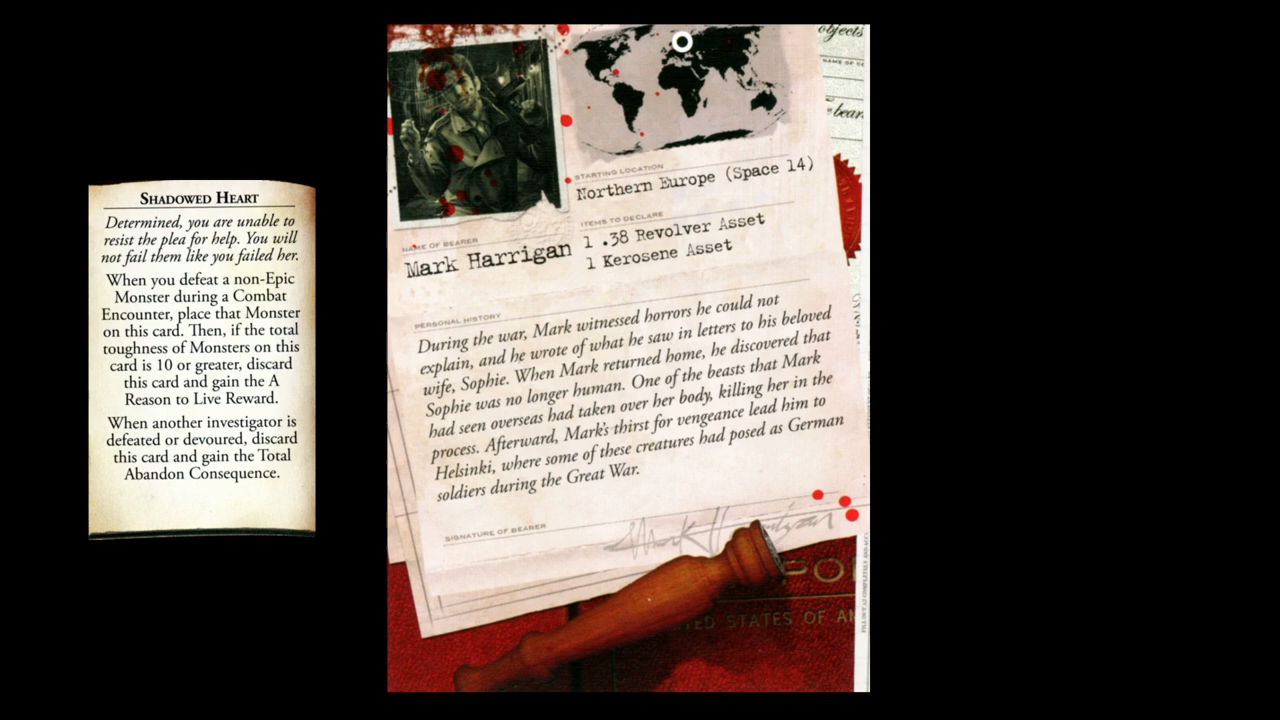 SHADOWED HEART
Determined, you are unable to
resist the plea for help. You will
not fail them like you failed her.
When you defeat a non-Epic
Monster during a Combat
Encounter, place that Monster
on this card. Then, if the total
toughness of Monsters on this
card is 10 or greater, discard
this card and gain the A
Reason to Live Reward.
When another investigator is
defeated or devoured, discard
this card and gain the Total
Abandon Consequence.
STARTING LOCATION
Northern Europe (Space 14)
ITEMS TO DECLARE
1 .38 Revolver Asset
1 Kerosene Asset
NAME OF BEARER
Mark Harrigan
PERSONAL HISTORY
During the war, Mark witnessed horrors he could not
explain, and he wrote of what he saw in letters to his beloved
wife, Sophie. When Mark returned home, he discovered that
Sophie was no longer human. One of the beasts that Mark
had seen overseas had taken over her body, killing her in the
process. Afterward, Mark's thirst for vengeance lead him to
Helsinki, where some of these creatures had posed as German
soldiers during the Great War.
SIGNATURE OF BEARER
Mark Harrigan
objects